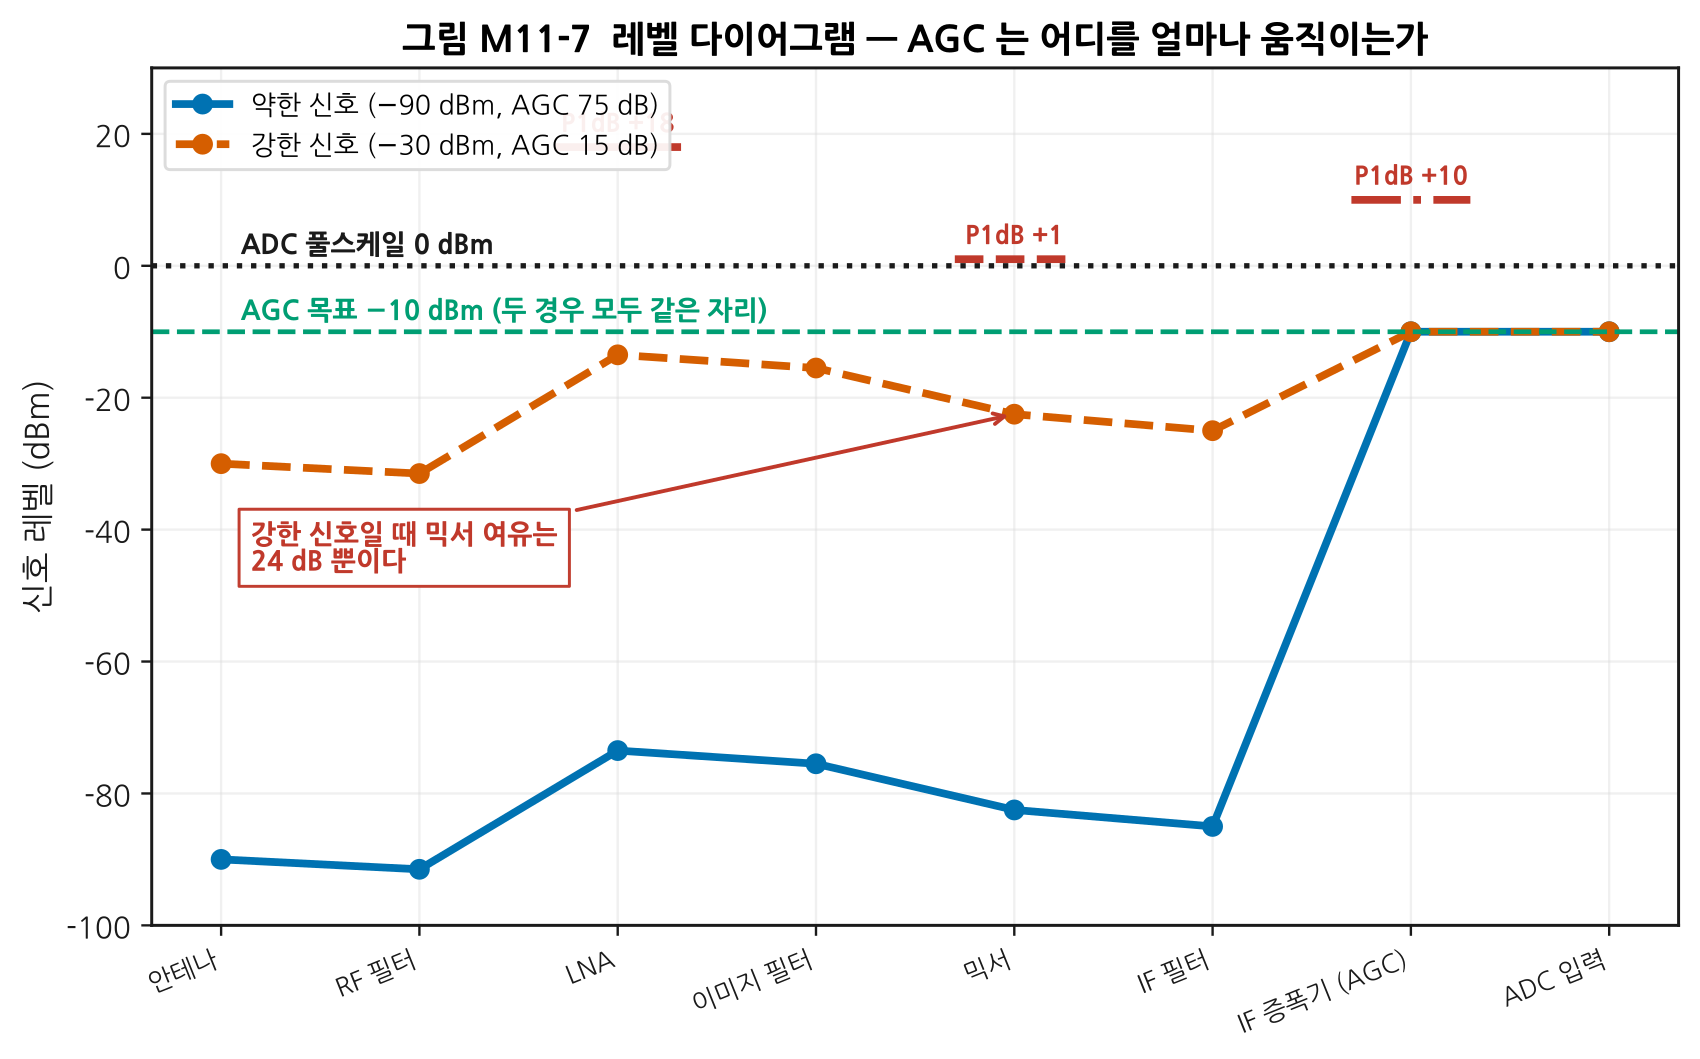 그림 M11-7 레벨 다이어그램 — AGC 는 어디를 얼마나 움직이는가
약한 신호 (−90 dBm, AGC 75 dB)
강한 신호 (−30 dBm, AGC 15 dB)
P1dB +18
P1dB +10
P1dB +1
ADC 풀스케일 0 dBm
AGC 목표 −10 dBm (두 경우 모두 같은 자리)
강한 신호일 때 믹서 여유는
24 dB 뿐이다
신호 레벨 (dBm)
20
0
-20
-40
-60
-80
-100
안테나
RF 필터
LNA
이미지 필터
믹서
IF 필터
IF 증폭기 (AGC)
ADC 입력